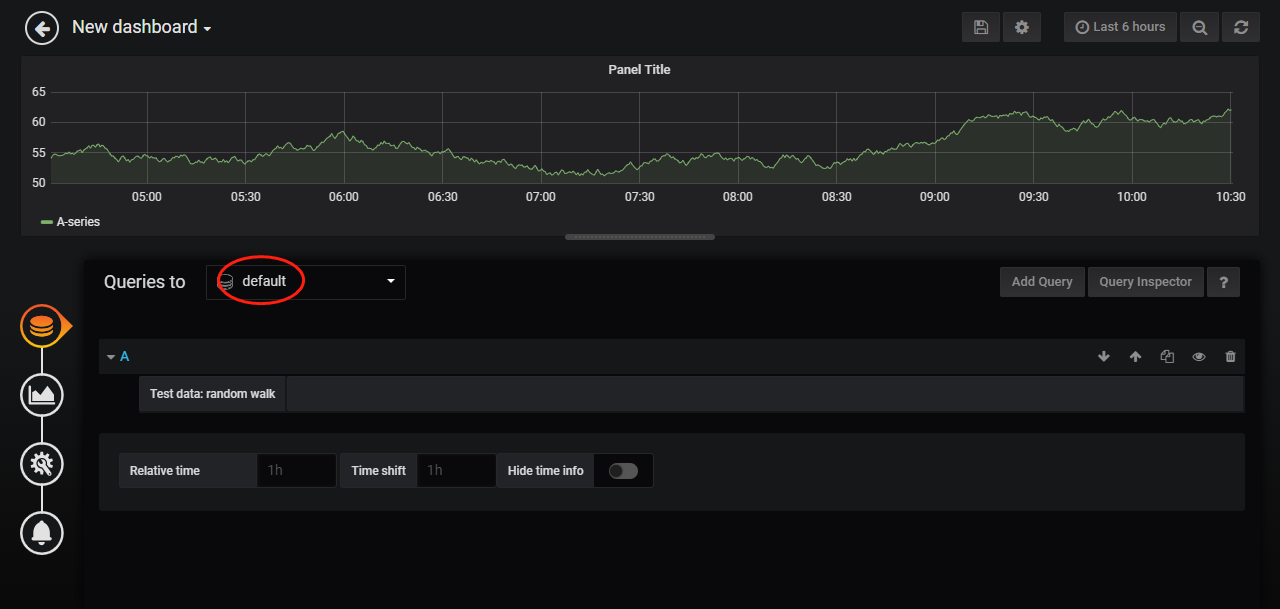 New dashboard
Last 6 hours
Panel Title
65
60
55
50
05:00 05:30 06:00 06:30 07:00 07:30 08:00 08:30 09:00 09:30 10:00 10:30
A-series
Queries to default Add Query Query Inspector ?
A
Test data: random walk
Relative time 1h Time shift 1h Hide time info